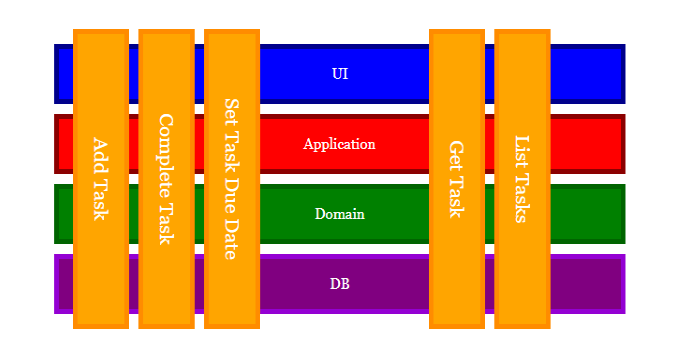 UI
Application
Domain
DB
Add Task
Complete Task
Set Task Due Date
Get Task
List Tasks